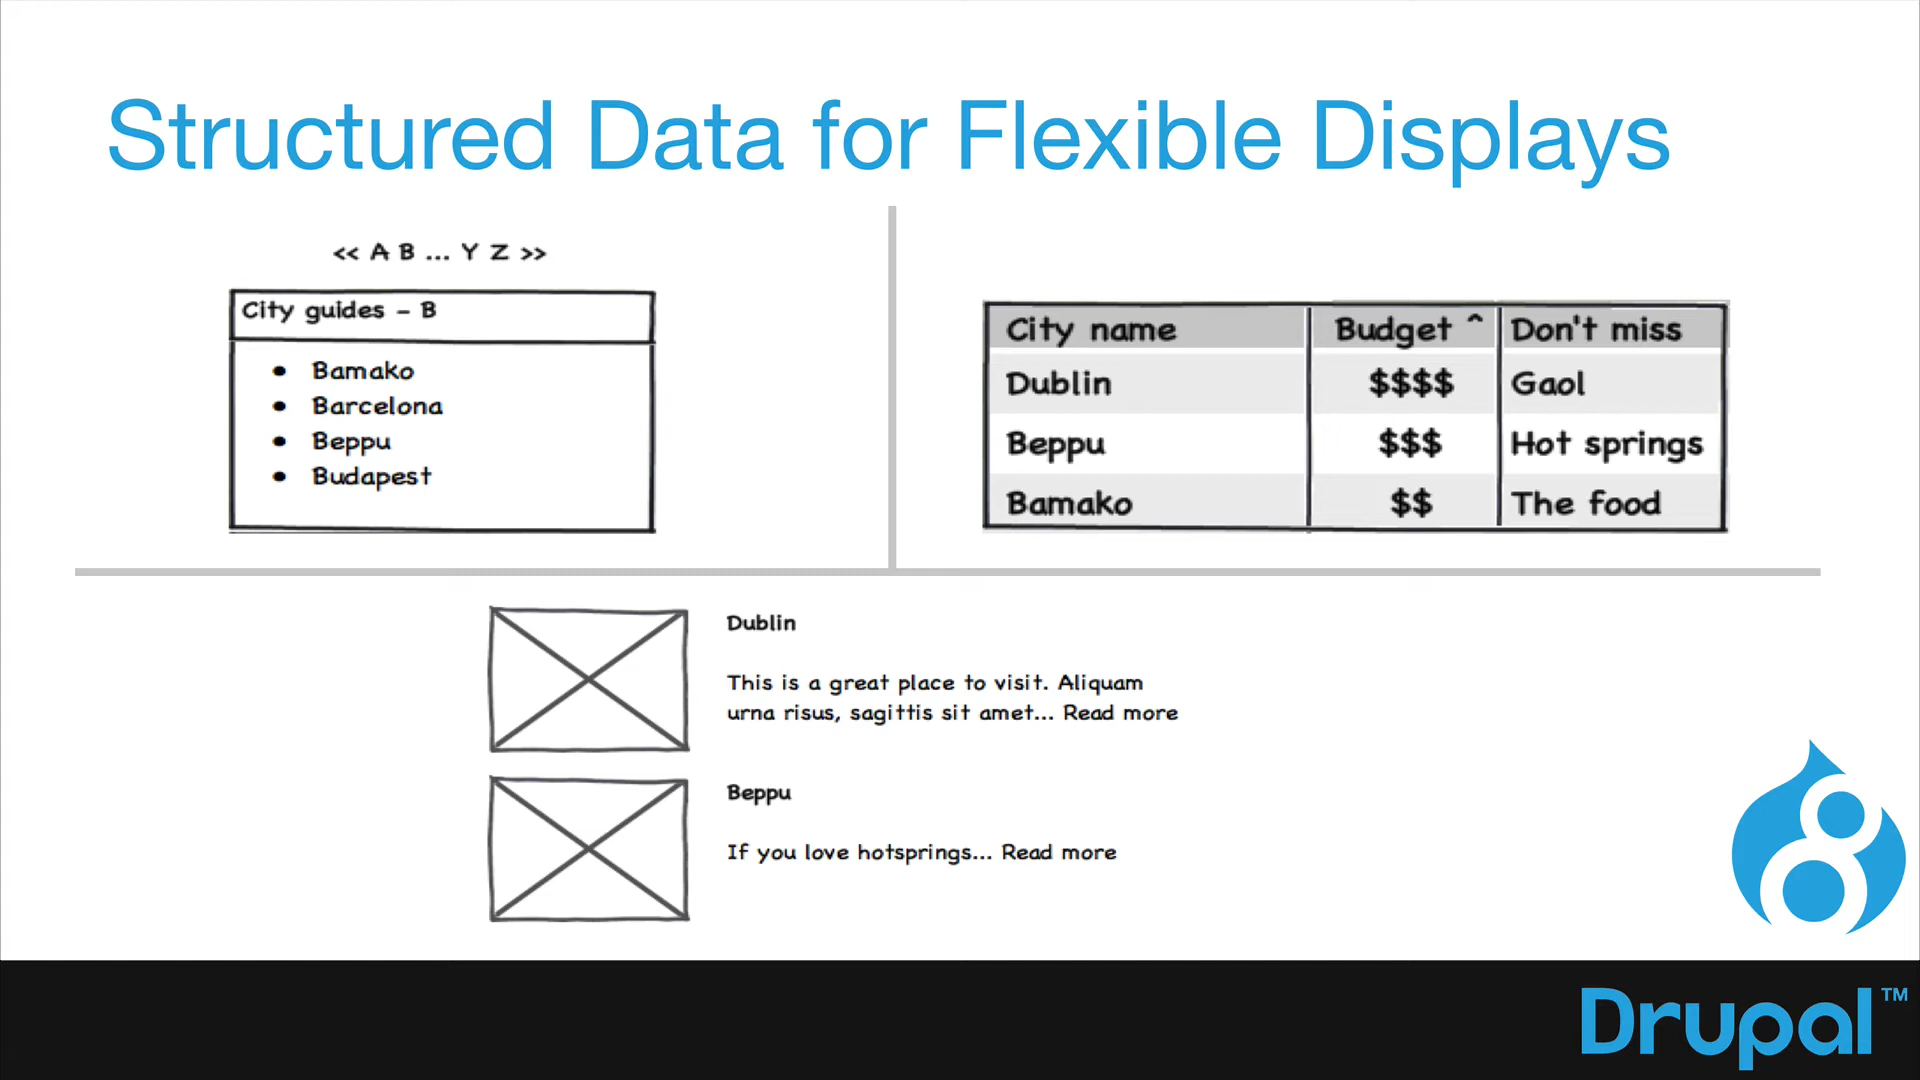 Structured Data for Flexible Displays
<< A B ... Y Z >>
City guides - B
• Bamako
• Barcelona
• Beppu
• Budapest
City name Budget ^ Don't miss
Dublin $$$$ Gaol
Beppu $$$ Hot springs
Bamako $$ The food
Dublin
This is a great place to visit. Aliquam
urna risus, sagittis sit amet... Read more
Beppu
If you love hotsprings... Read more
8
Drupal™